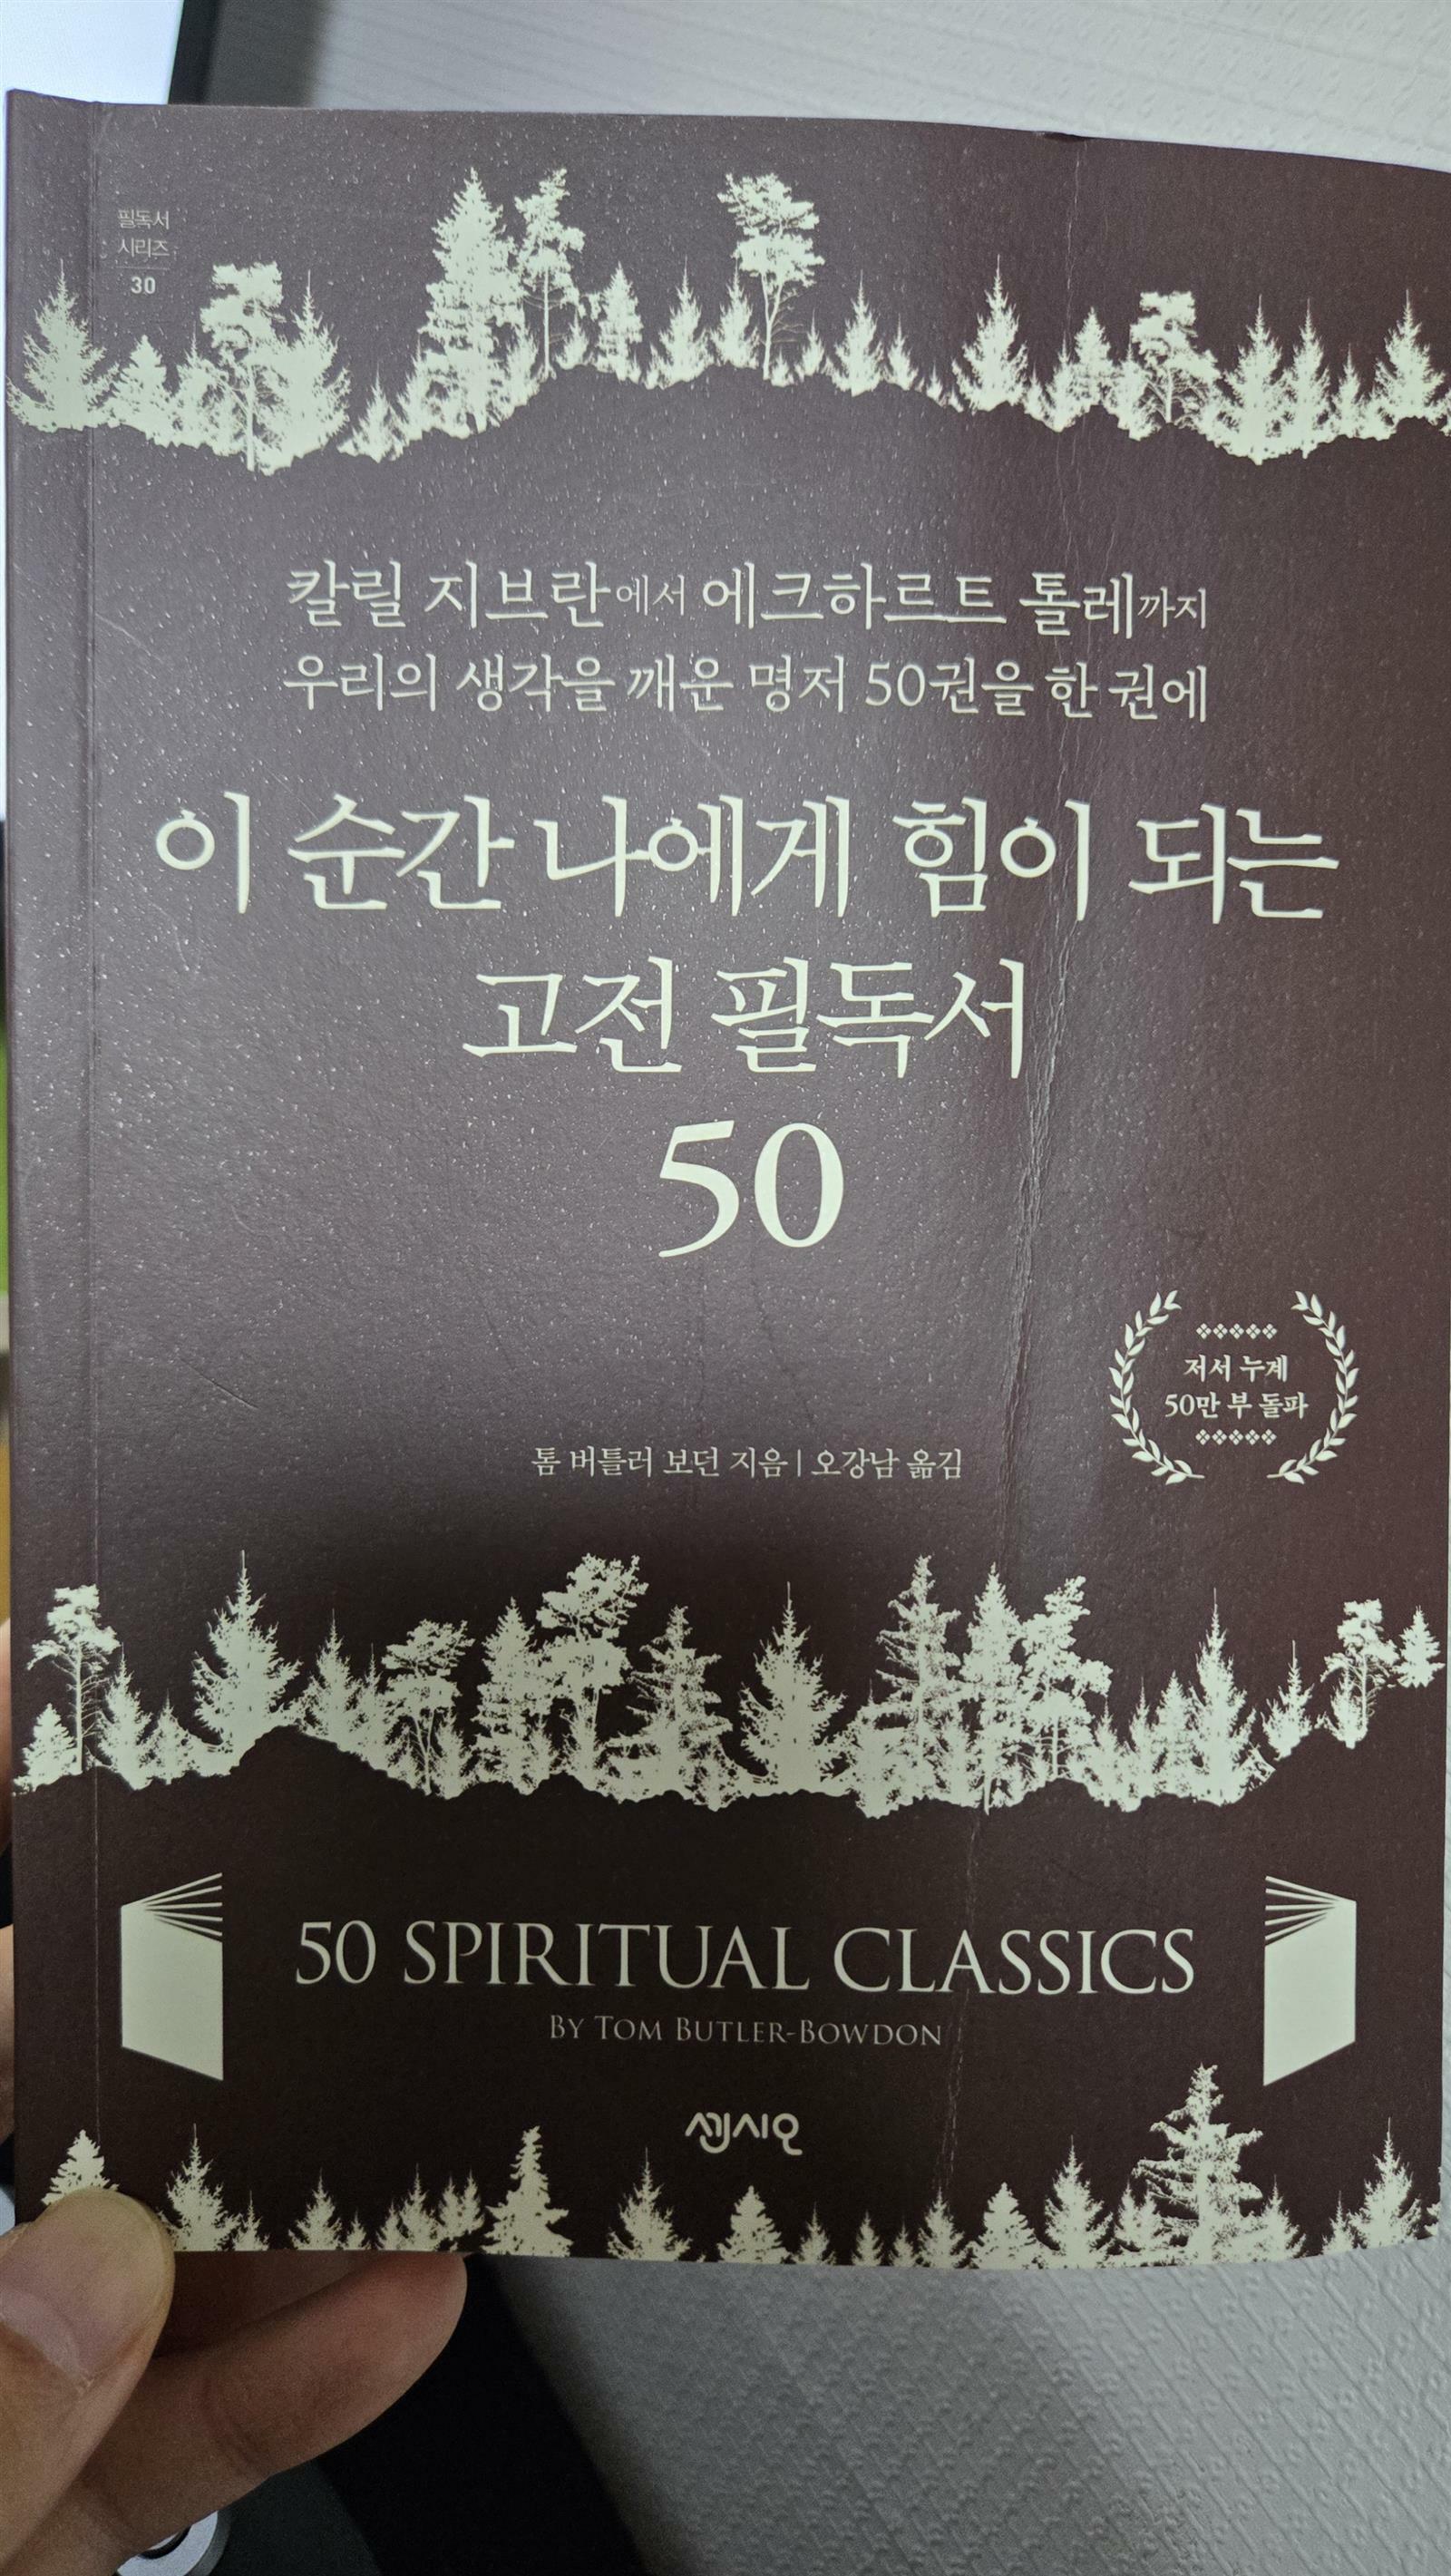 필독서
시리즈
30
칼릴 지브란에서 에크하르트 톨레까지
우리의 생각을 깨운 명저 50권을 한 권에
이 순간 나에게 힘이 되는
고전 필독서
50
저서 누계
50만 부 돌파
톰 버틀러 보던 지음 | 오강남 옮김
50 SPIRITUAL CLASSICS
BY TOM BUTLER-BOWDON
센시오